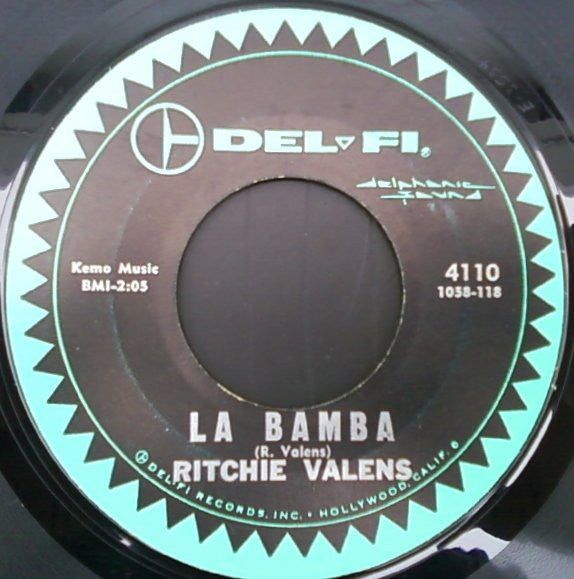 DEL-FI
delphonic
sound
Kemo Music
BMI-2:05
4110
1058-118
LA BAMBA
(R. Valens)
RITCHIE VALENS
© DEL-FI RECORDS, INC. • HOLLYWOOD, CALIF.